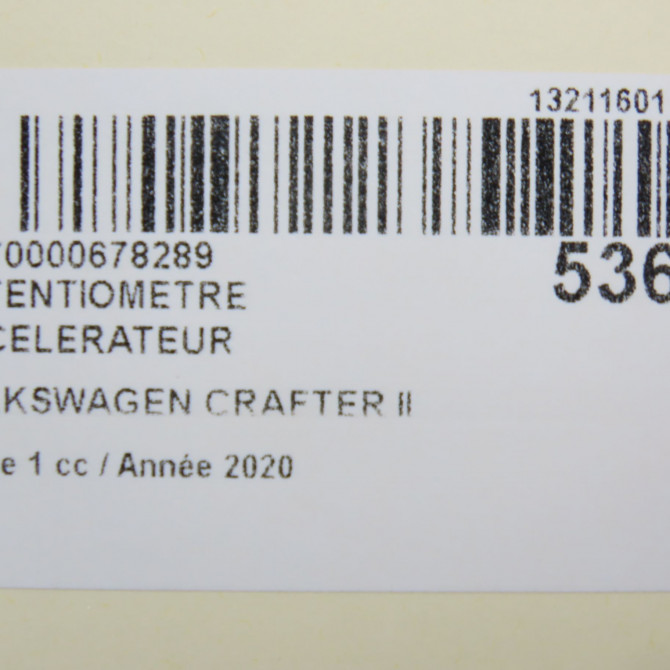 13211601
70000678289
536
TENTIOMETRE
CELERATEUR
KSWAGEN CRAFTER II
e 1 cc / Année 2020